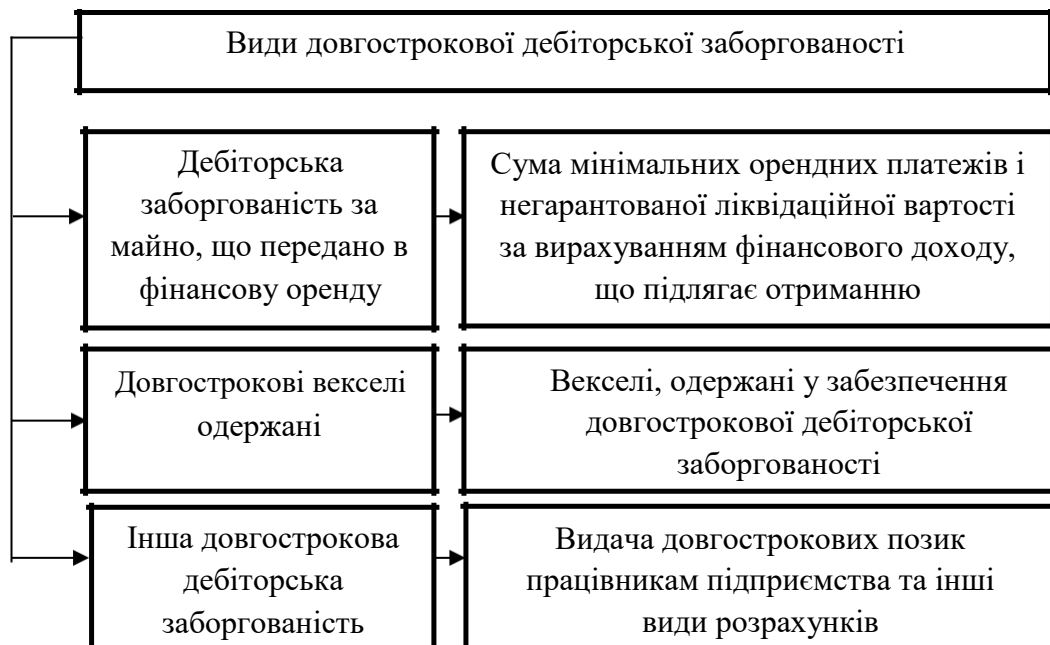 Види довгострокової дебіторської заборгованості
Дебіторська
заборгованість за
майно, що передано в
фінансову оренду
Сума мінімальних орендних платежів і
негарантованої ліквідаційної вартості
за вирахуванням фінансового доходу,
що підлягає отриманню
Довгострокові векселі
одержані
Векселі, одержані у забезпечення
довгострокової дебіторської
заборгованості
Інша довгострокова
дебіторська
заборгованість
Видача довгострокових позик
працівникам підприємства та інші
види розрахунків